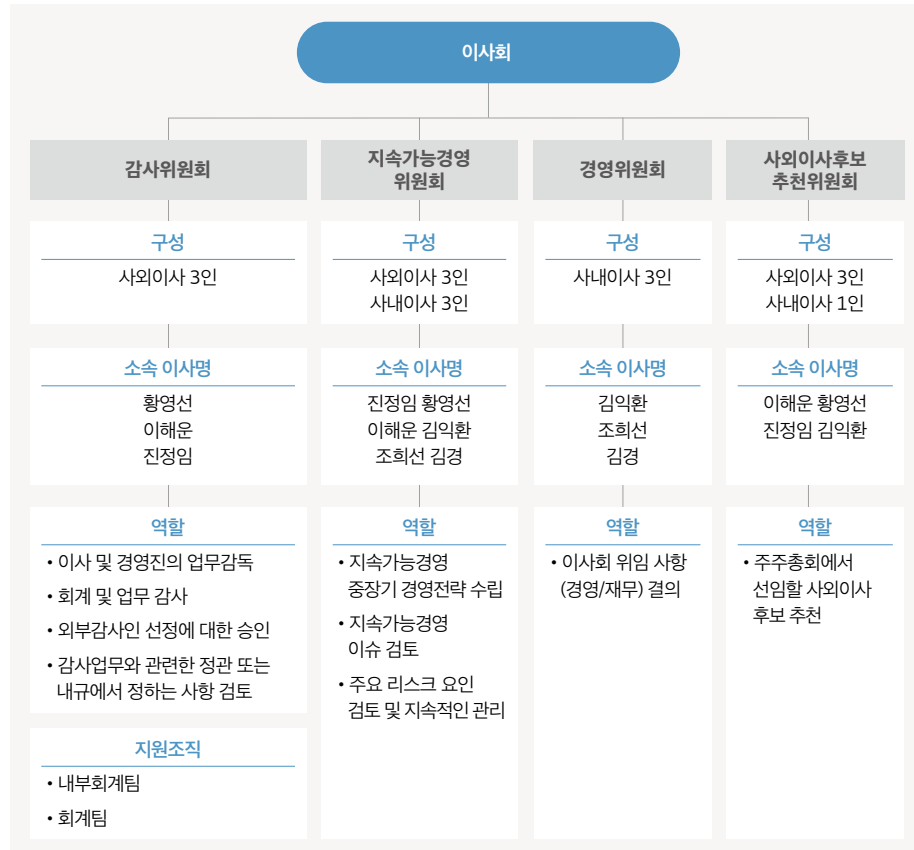 이사회
감사위원회
구성
사외이사 3인
소속 이사명
황영선
이해운
진정임
역할
• 이사 및 경영진의 업무감독
• 회계 및 업무 감사
• 외부감사인 선정에 대한 승인
• 감사업무와 관련한 정관 또는
내규에서 정하는 사항 검토
지원조직
• 내부회계팀
• 회계팀
지속가능경영
위원회
구성
사외이사 3인
사내이사 3인
소속 이사명
진정임 황영선
이해운 김익환
조희선 김경
역할
• 지속가능경영
중장기 경영전략 수립
• 지속가능경영
이슈 검토
• 주요 리스크 요인
검토 및 지속적인 관리
경영위원회
구성
사내이사 3인
소속 이사명
김익환
조희선
김경
역할
• 이사회 위임 사항
(경영/재무) 결의
사외이사후보
추천위원회
구성
사외이사 3인
사내이사 1인
소속 이사명
이해운 황영선
진정임 김익환
역할
• 주주총회에서
선임할 사외이사
후보 추천